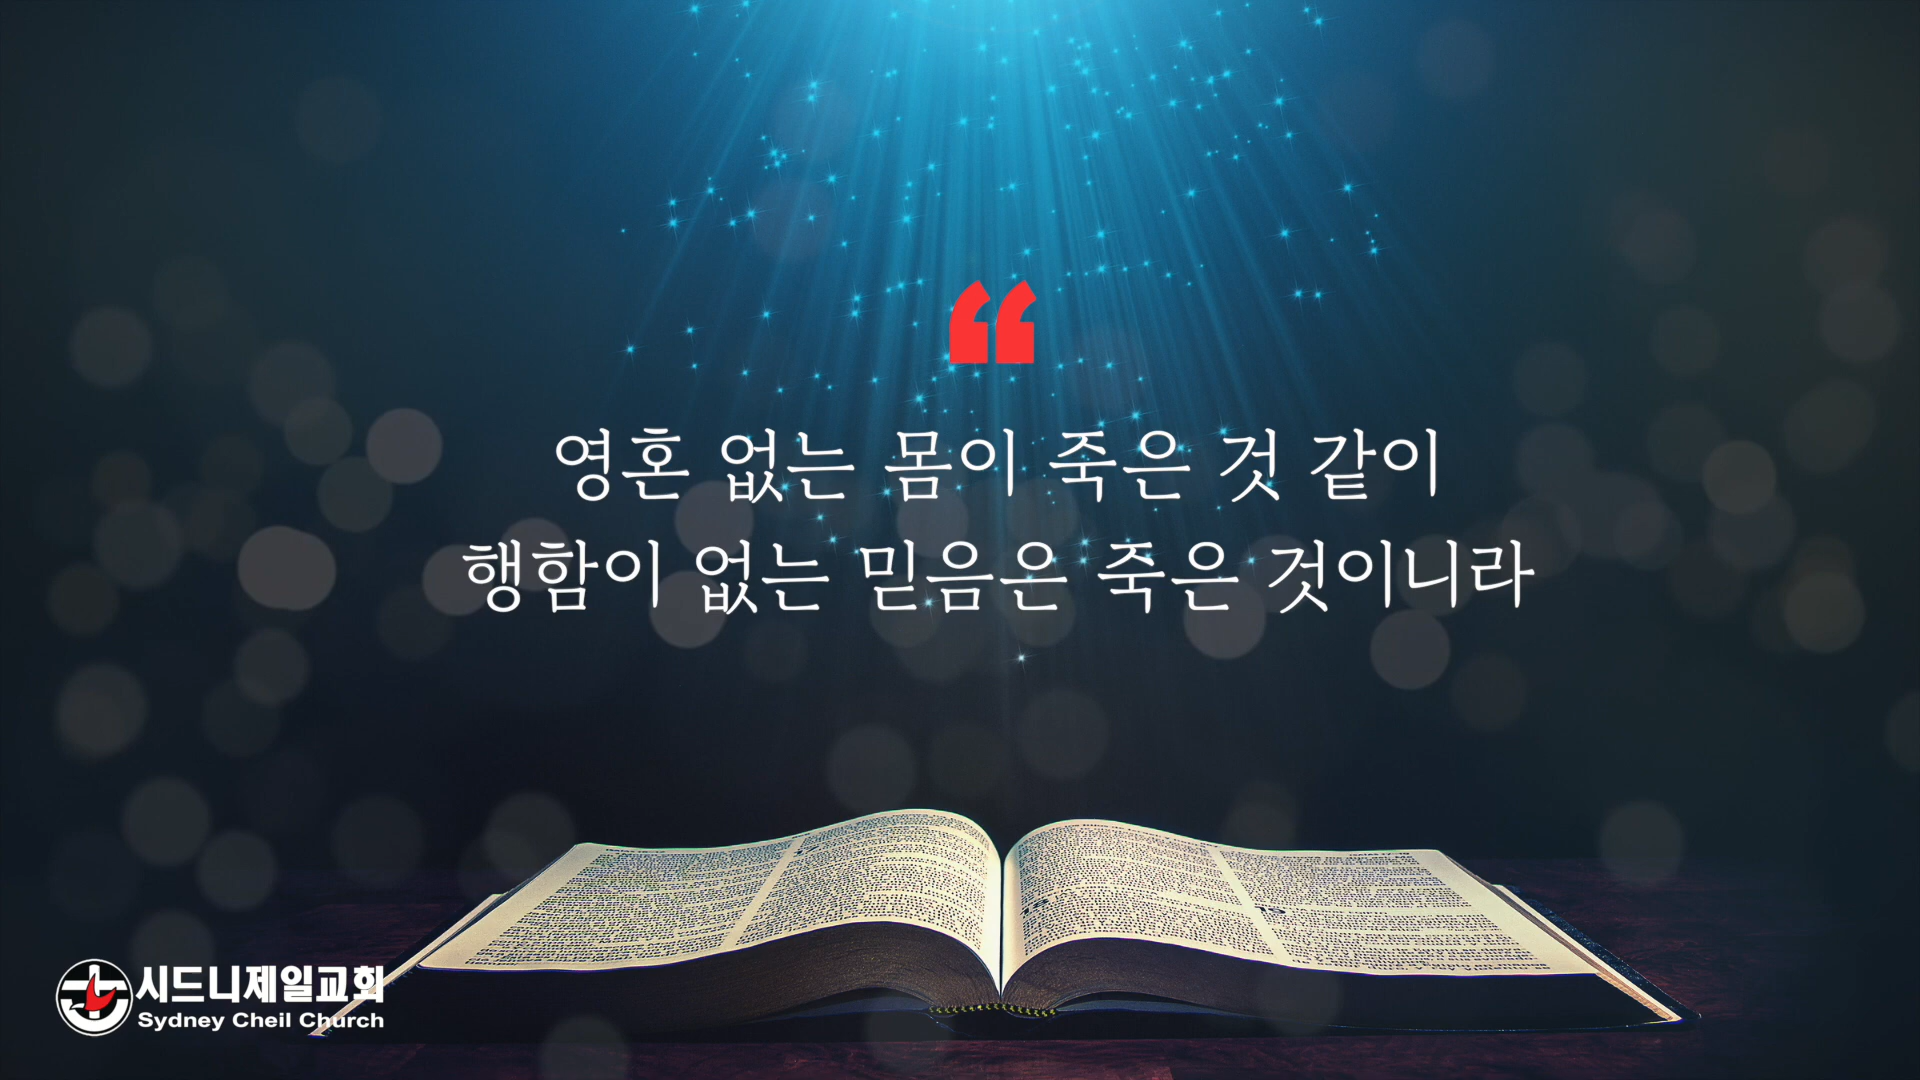 영혼 없는 몸이 죽은 것 같이
행함이 없는 믿음은 죽은 것이니라
시드니제일교회
Sydney Cheil Church